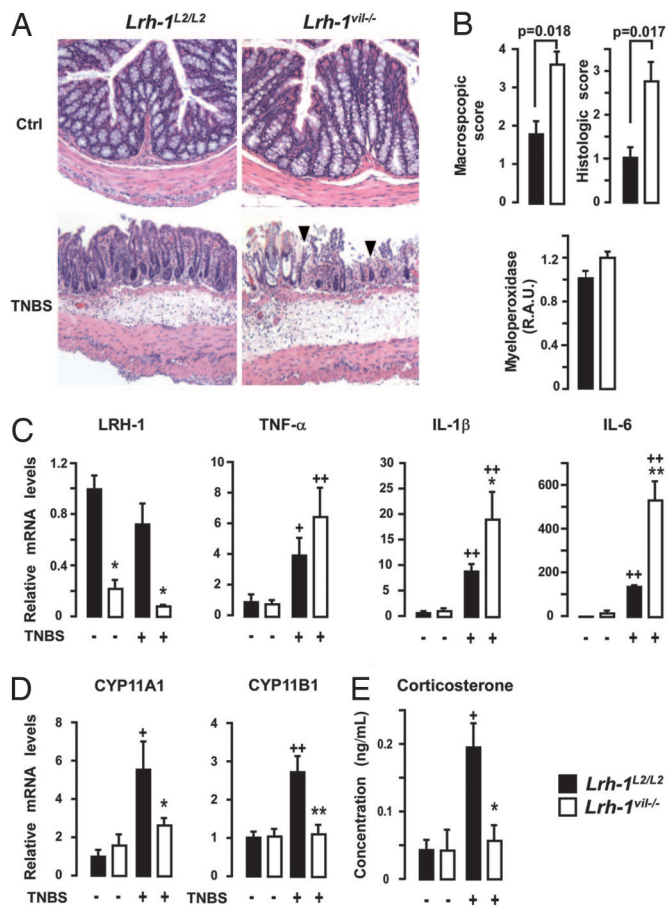 A
Lrh-1L2/L2
Lrh-1vil-/-
Ctrl
TNBS
B
p=0.018
Macrospcopic
score
4
3
2
1
0
p=0.017
Histologic score
3
2
1
0
Myeloperoxidase
(R.A.U.)
1.2
0.8
0.4
0
C
Relative mRNA levels
LRH-1
1.2
0.8
0.4
0
*
*
TNF-α
10
8
6
4
2
0
+
++
IL-1β
30
25
20
15
10
5
0
++
++
*
IL-6
600
400
200
100
0
++
++
**
TNBS - - + + - - + + - - + + - - + +
D
Relative mRNA levels
CYP11A1
8
6
4
2
0
+
*
CYP11B1
4
3
2
1
0
++
**
TNBS - - + + TNBS - - + +
E
Corticosterone
Concentration (ng/mL)
0.2
0.1
0
+
*
- - + +
Lrh-1L2/L2
Lrh-1vil-/-